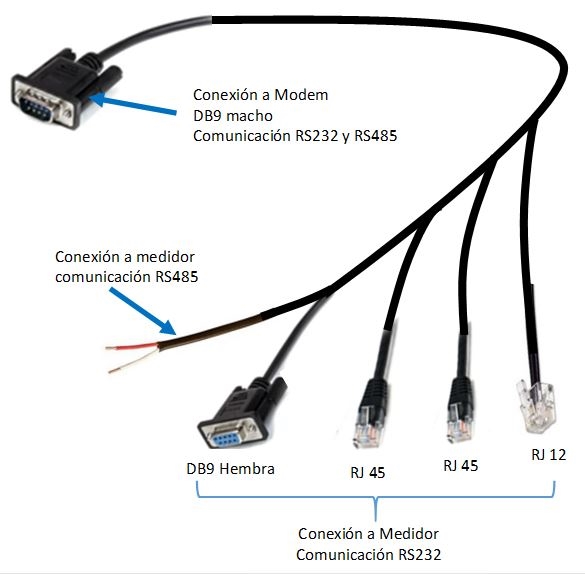 Conexión a Modem
DB9 macho
Comunicación RS232 y RS485
Conexión a medidor
comunicación RS485
DB9 Hembra
RJ 45
RJ 45
RJ 12
Conexión a Medidor
Comunicación RS232